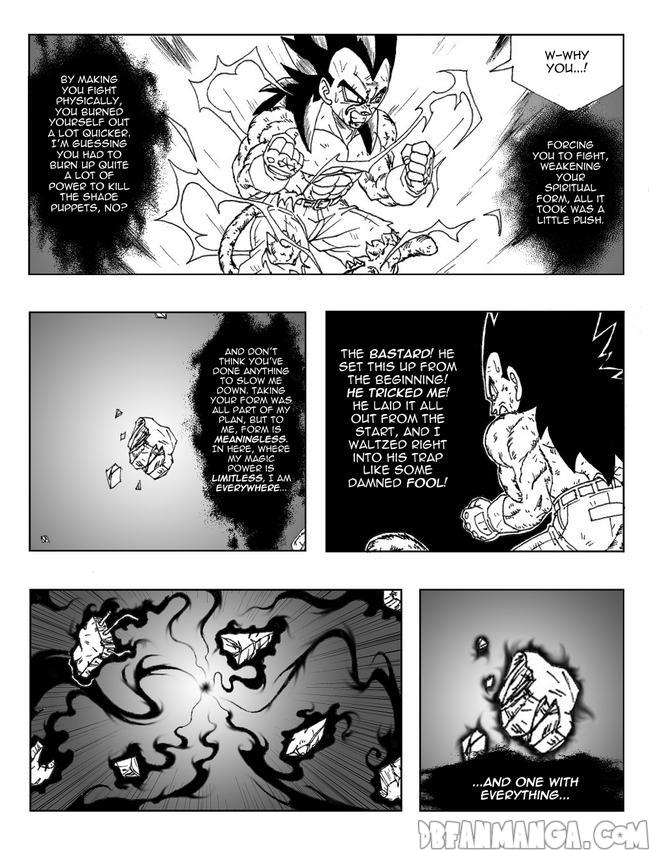 BY MAKING
YOU FIGHT
PHYSICALLY,
YOU BURNED
YOURSELF OUT
A LOT QUICKER.
I'M GUESSING
YOU HAD TO
BURN UP QUITE
A LOT OF
POWER TO KILL
THE SHADE
PUPPETS, NO?
W-WHY
YOU...!
FORCING
YOU TO FIGHT,
WEAKENING
YOUR
SPIRITUAL
FORM, ALL IT
TOOK WAS A
LITTLE PUSH.
AND DON'T
THINK YOU'VE
DONE ANYTHING
TO SLOW ME
DOWN. TAKING
YOUR FORM WAS
ALL PART OF MY
PLAN, BUT TO
ME, FORM IS
MEANINGLESS.
IN HERE, WHERE
MY MAGIC
POWER IS
LIMITLESS, I AM
EVERYWHERE...
THE BASTARD! HE
SET THIS UP FROM
THE BEGINNING!
HE TRICKED ME!
HE LAID IT ALL
OUT FROM THE
START, AND I
WALTZED RIGHT
INTO HIS TRAP
LIKE SOME
DAMNED FOOL!
...AND ONE WITH
EVERYTHING...
DBFANMANGA.COM